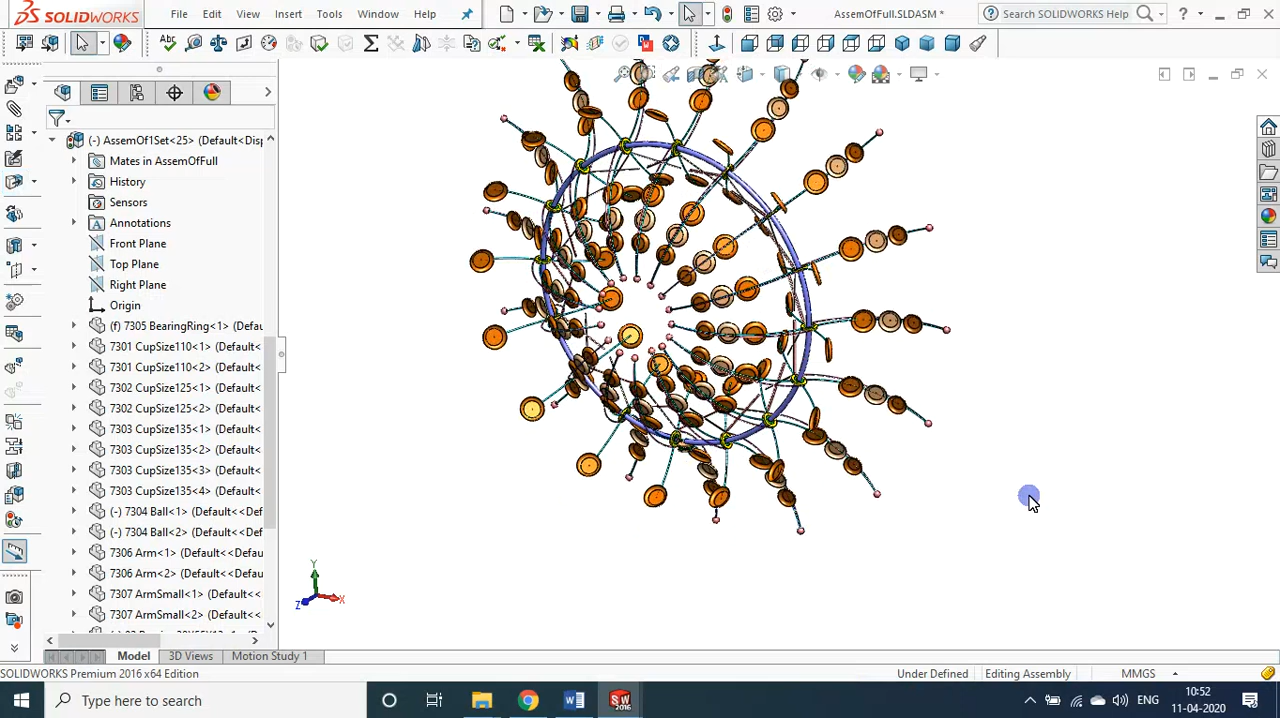 SOLIDWORKS File Edit View Insert Tools Window Help AssemOfFull.SLDASM * Search SOLIDWORKS Help
(-) AssemOf1Set<25> (Default<Disp
Mates in AssemOfFull
History
Sensors
Annotations
Front Plane
Top Plane
Right Plane
Origin
(f) 7305 BearingRing<1> (Defau
7301 CupSize110<1> (Default<
7301 CupSize110<2> (Default<
7302 CupSize125<1> (Default<
7302 CupSize125<2> (Default<
7303 CupSize135<1> (Default<
7303 CupSize135<2> (Default<
7303 CupSize135<3> (Default<
7303 CupSize135<4> (Default<
(-) 7304 Ball<1> (Default<<Def
(-) 7304 Ball<2> (Default<<Def
7306 Arm<1> (Default<<Defau
7306 Arm<2> (Default<<Defau
7307 ArmSmall<1> (Default<<
7307 ArmSmall<2> (Default<<
Y
Z X
Model 3D Views Motion Study 1
SOLIDWORKS Premium 2016 x64 Edition Under Defined Editing Assembly MMGS
Type here to search ENG 10:52
11-04-2020